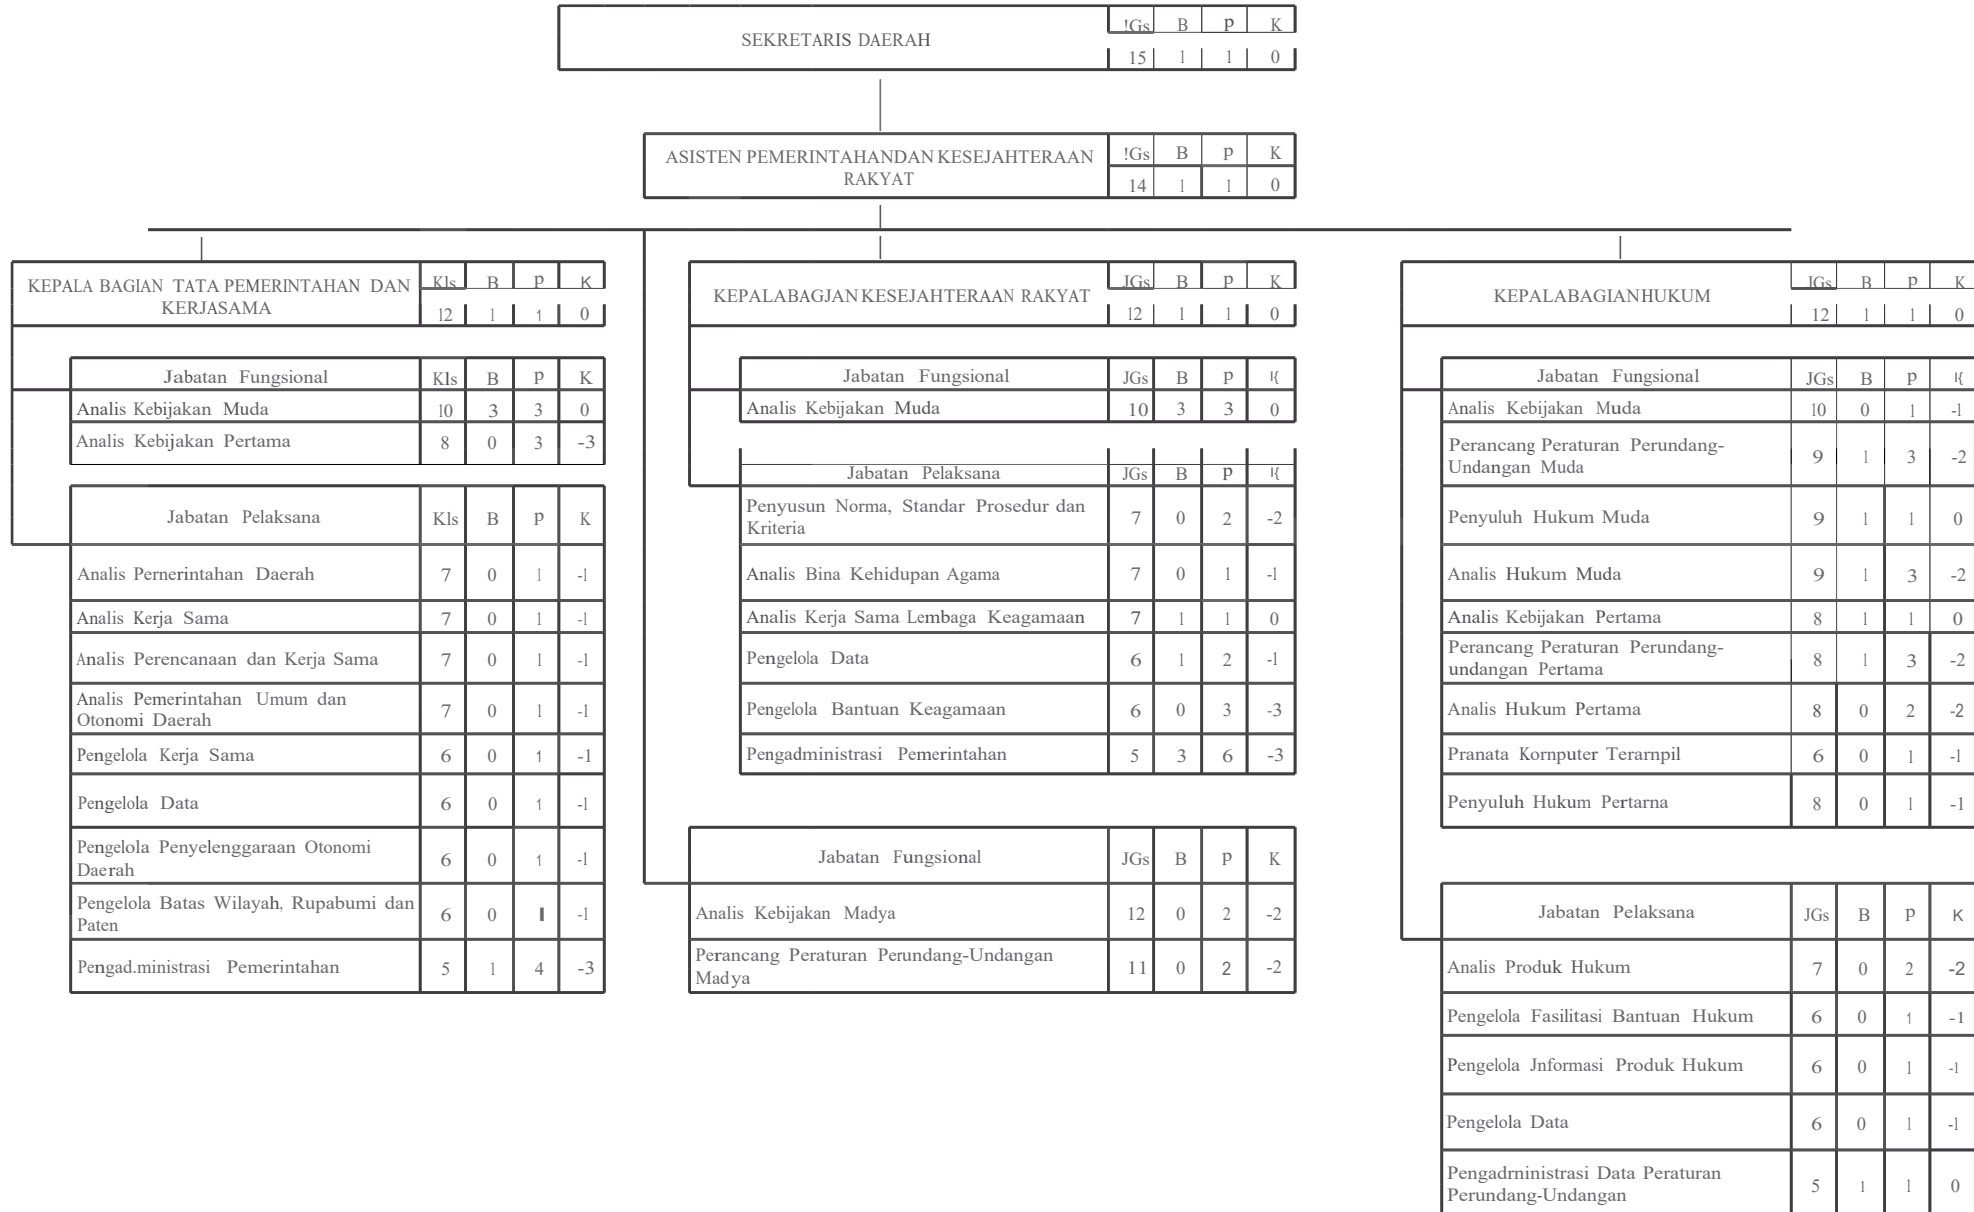 SEKRETARIS DAERAH
!Gs B p K
15 1 1 0
ASISTEN PEMERINTAHANDAN KESEJAHTERAAN
RAKYAT
!Gs B p K
14 1 1 0
KEPALA BAGIAN TATA PEMERINTAHAN DAN
KERJASAMA
Kls B p K
12 1 1 0
Jabatan Fungsional Kls B p K
Analis Kebijakan Muda 10 3 3 0
Analis Kebijakan Pertama 8 0 3 -3
Jabatan Pelaksana Kls B p K
Analis Pernerintahan Daerah 7 0 1 -1
Analis Kerja Sama 7 0 1 -1
Analis Perencanaan dan Kerja Sama 7 0 1 -1
Analis Pemerintahan Umum dan
Otonomi Daerah 7 0 1 -1
Pengelola Kerja Sama 6 0 1 -1
Pengelola Data 6 0 1 -1
Pengelola Penyelenggaraan Otonomi
Daerah 6 0 1 -1
Pengelola Batas Wilayah, Rupabumi dan
Paten 6 0 I -1
Pengad.ministrasi Pemerintahan 5 1 4 -3
KEPALABAGJAN KESEJAHTERAAN RAKYAT
JGs B p K
12 1 1 0
Jabatan Fungsional JGs B p K
Analis Kebijakan Muda 10 3 3 0
Jabatan Pelaksana JGs B p K
Penyusun Norma, Standar Prosedur dan
Kriteria 7 0 2 -2
Analis Bina Kehidupan Agama 7 0 1 -1
Analis Kerja Sama Lembaga Keagamaan 7 1 1 0
Pengelola Data 6 1 2 -1
Pengelola Bantuan Keagamaan 6 0 3 -3
Pengadministrasi Pemerintahan 5 3 6 -3
Jabatan Fungsional JGs B p K
Analis Kebijakan Madya 12 0 2 -2
Perancang Peraturan Perundang-Undangan
Madya 11 0 2 -2
KEPALABAGIANHUKUM
JGs B p K
12 1 1 0
Jabatan Fungsional JGs B p K
Analis Kebijakan Muda 10 0 1 -1
Perancang Peraturan Perundang-
Undangan Muda 9 1 3 -2
Penyuluh Hukum Muda 9 1 1 0
Analis Hukum Muda 9 1 3 -2
Analis Kebijakan Pertama 8 1 1 0
Perancang Peraturan Perundang-
undangan Pertama 8 1 3 -2
Analis Hukum Pertama 8 0 2 -2
Pranata Kornputer Terarnpil 6 0 1 -1
Penyuluh Hukum Pertarna 8 0 1 -1
Jabatan Pelaksana JGs B p K
Analis Produk Hukum 7 0 2 -2
Pengelola Fasilitasi Bantuan Hukum 6 0 1 -1
Pengelola Jnformasi Produk Hukum 6 0 1 -1
Pengelola Data 6 0 1 -1
Pengadrninistrasi Data Peraturan
Perundang-Undangan 5 1 1 0